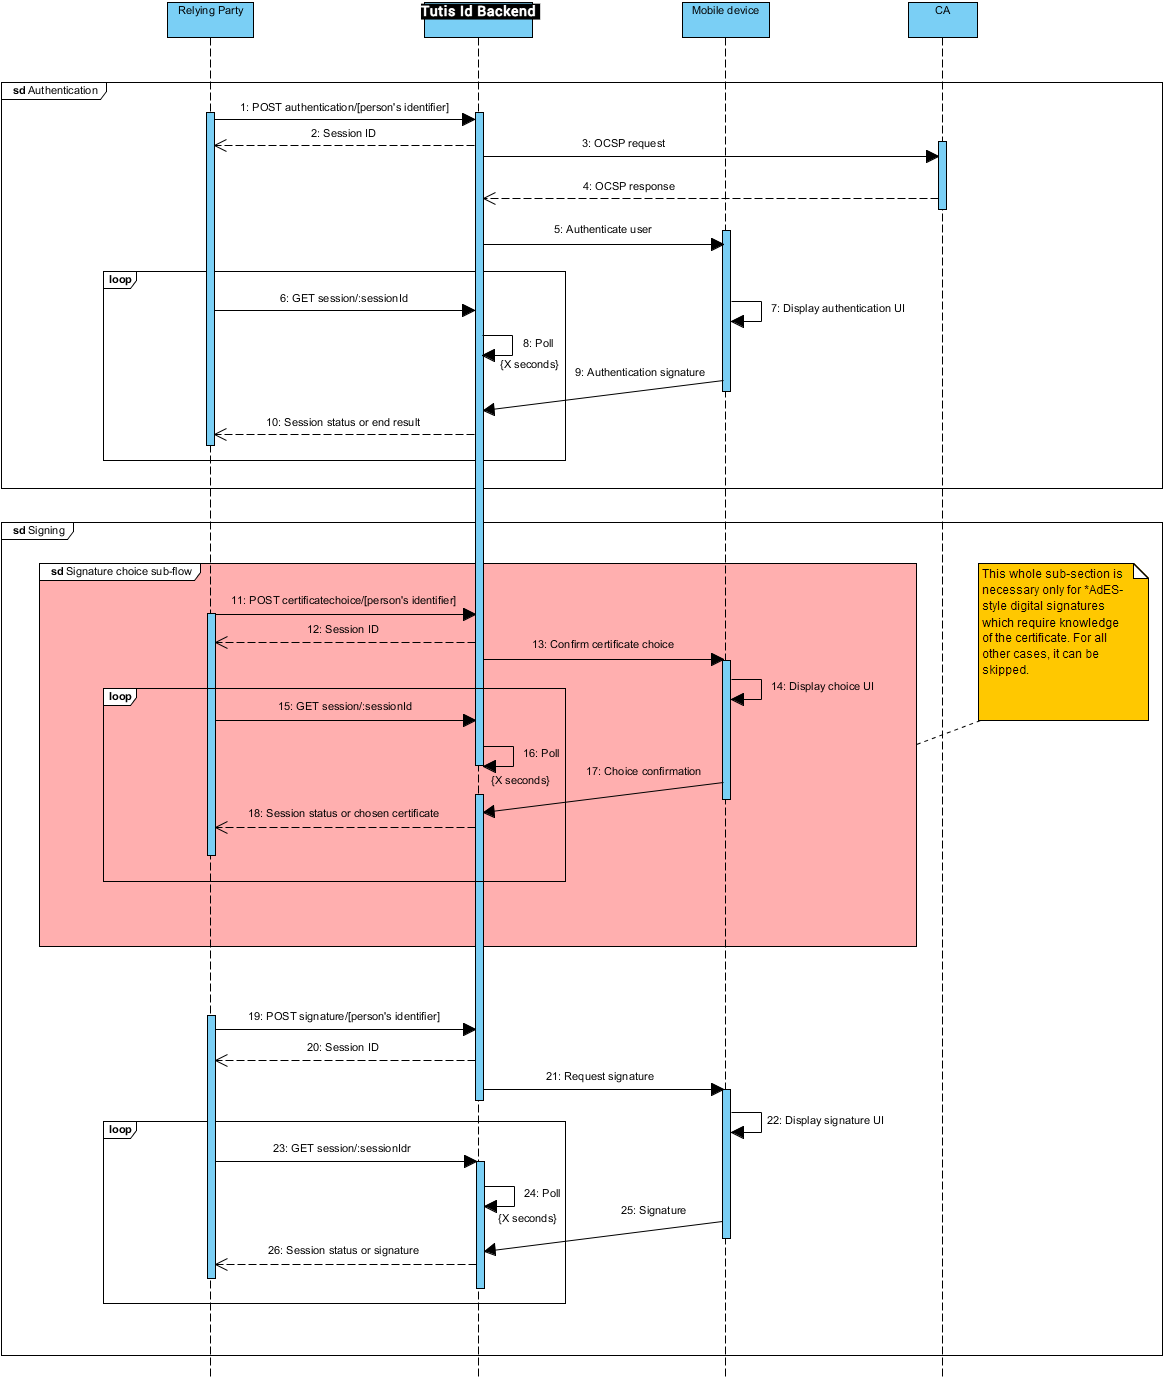 Relying Party
Tutis Id Backend
Mobile device
CA
sd Authentication
1: POST authentication/[person's identifier]
2: Session ID
3: OCSP request
4: OCSP response
5: Authenticate user
loop
6: GET session/:sessionId
7: Display authentication UI
8: Poll
{X seconds}
9: Authentication signature
10: Session status or end result
sd Signing
sd Signature choice sub-flow
This whole sub-section is
necessary only for *AdES-
style digital signatures
which require knowledge
of the certificate. For all
other cases, it can be
skipped.
11: POST certificatechoice/[person's identifier]
12: Session ID
13: Confirm certificate choice
14: Display choice UI
loop
15: GET session/:sessionId
16: Poll
{X seconds}
17: Choice confirmation
18: Session status or chosen certificate
19: POST signature/[person's identifier]
20: Session ID
21: Request signature
22: Display signature UI
loop
23: GET session/:sessionIdr
24: Poll
{X seconds}
25: Signature
26: Session status or signature